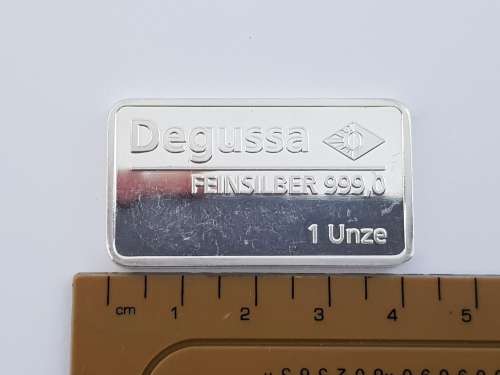 Degussa
FEINSILBER 999,0
1 Unze
cm 1 2 3 4 5